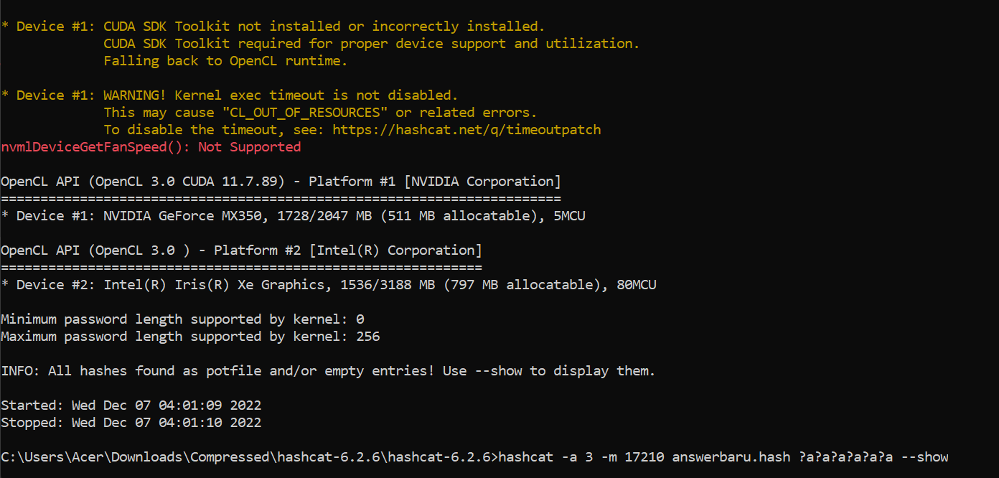 * Device #1: CUDA SDK Toolkit not installed or incorrectly installed.
CUDA SDK Toolkit required for proper device support and utilization.
Falling back to OpenCL runtime.
* Device #1: WARNING! Kernel exec timeout is not disabled.
This may cause "CL_OUT_OF_RESOURCES" or related errors.
To disable the timeout, see: https://hashcat.net/q/timeoutpatch
nvmlDeviceGetFanSpeed(): Not Supported
OpenCL API (OpenCL 3.0 CUDA 11.7.89) - Platform #1 [NVIDIA Corporation]
=======================================================================
* Device #1: NVIDIA GeForce MX350, 1728/2047 MB (511 MB allocatable), 5MCU
OpenCL API (OpenCL 3.0 ) - Platform #2 [Intel(R) Corporation]
=============================================================
* Device #2: Intel(R) Iris(R) Xe Graphics, 1536/3188 MB (797 MB allocatable), 80MCU
Minimum password length supported by kernel: 0
Maximum password length supported by kernel: 256
INFO: All hashes found as potfile and/or empty entries! Use --show to display them.
Started: Wed Dec 07 04:01:09 2022
Stopped: Wed Dec 07 04:01:10 2022
C:\Users\Acer\Downloads\Compressed\hashcat-6.2.6\hashcat-6.2.6>hashcat -a 3 -m 17210 answerbaru.hash ?a?a?a?a?a?a --show